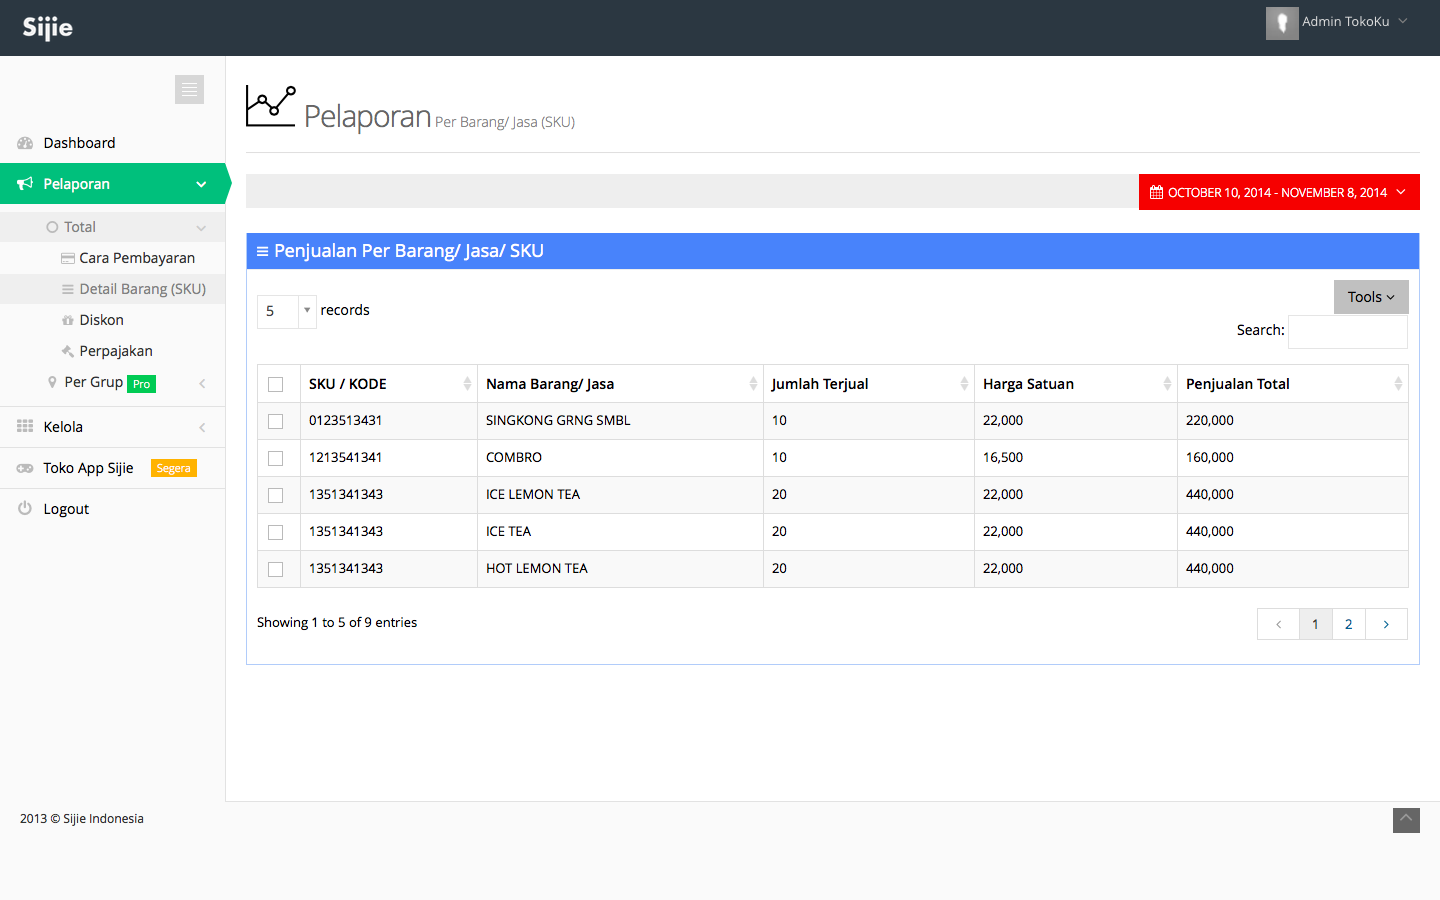 Sijie
Admin TokoKu
Dashboard
Pelaporan
Total
Cara Pembayaran
Detail Barang (SKU)
Diskon
Perpajakan
Per Grup Pro
Kelola
Toko App Sijie Segera
Logout
Pelaporan Per Barang/ Jasa (SKU)
OCTOBER 10, 2014 - NOVEMBER 8, 2014
Penjualan Per Barang/ Jasa/ SKU
5 records
Tools
Search:
SKU / KODE Nama Barang/ Jasa Jumlah Terjual Harga Satuan Penjualan Total
0123513431 SINGKONG GRNG SMBL 10 22,000 220,000
1213541341 COMBRO 10 16,500 160,000
1351341343 ICE LEMON TEA 20 22,000 440,000
1351341343 ICE TEA 20 22,000 440,000
1351341343 HOT LEMON TEA 20 22,000 440,000
Showing 1 to 5 of 9 entries
1 2
2013 © Sijie Indonesia